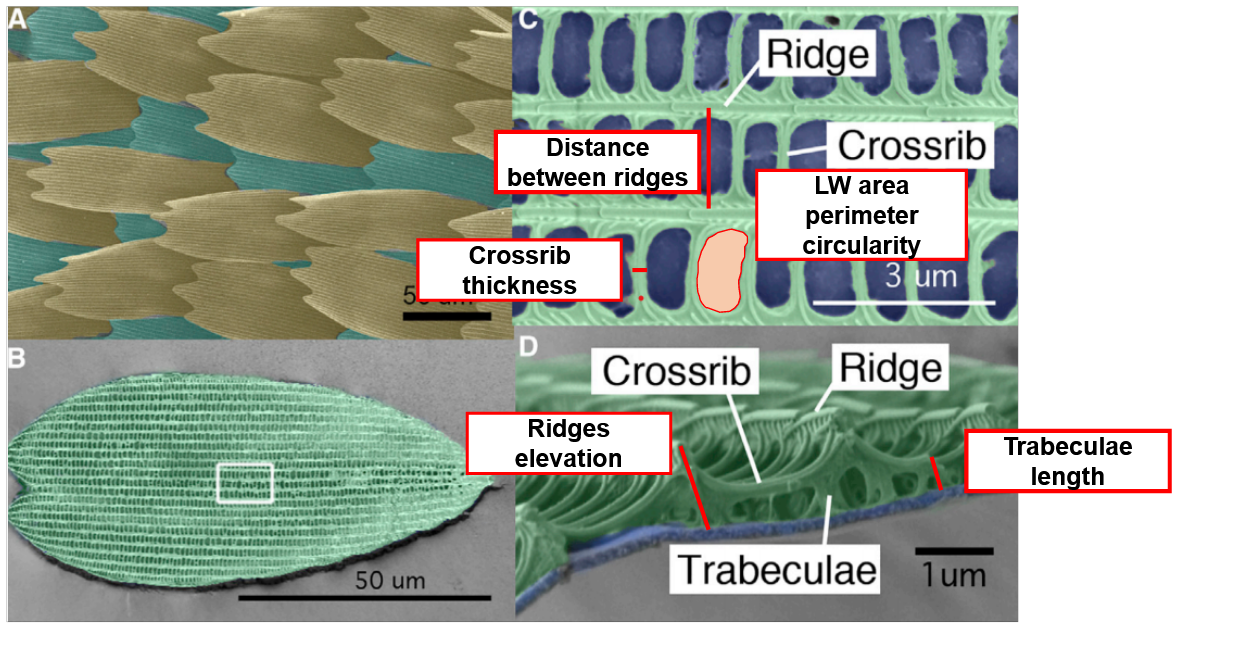 A
C
Ridge
Distance
between ridges
Crossrib
LW area
perimeter
circularity
Crossrib
thickness
3 um
um
B
D
Crossrib
Ridge
Ridges
elevation
Trabeculae
length
50 um
Trabeculae
1um